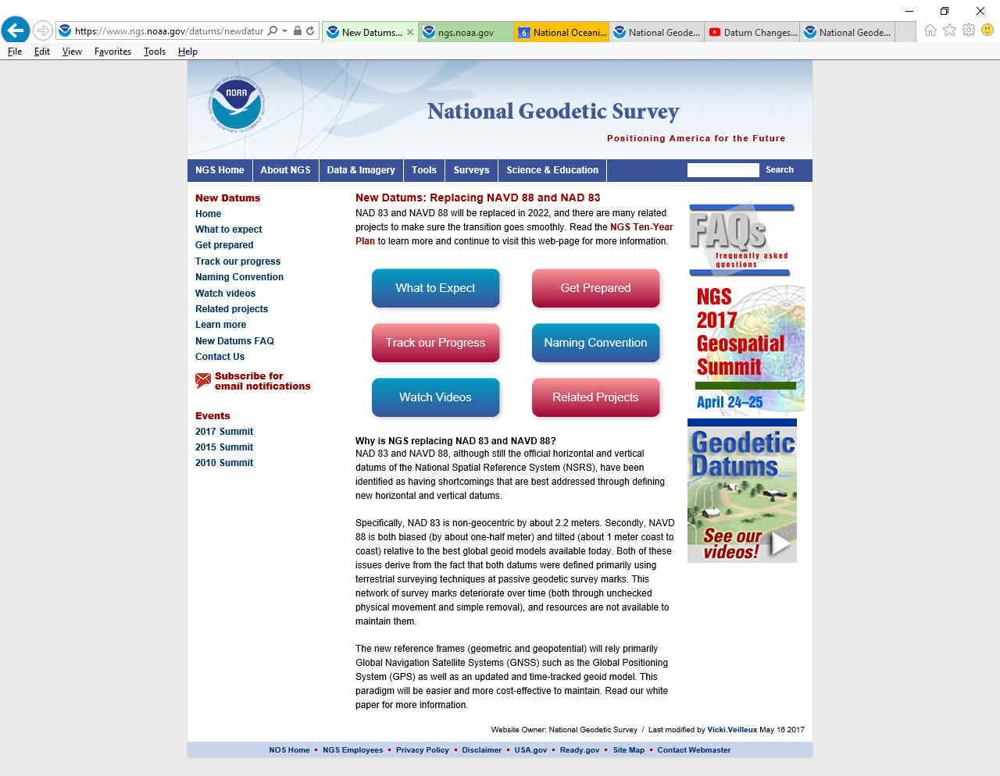 https://www.ngs.noaa.gov/datums/newdatur
New Datums...
ngs.noaa.gov
6 National Oceani...
National Geode...
Datum Changes...
National Geode...
File Edit View Favorites Tools Help
NOAA
National Geodetic Survey
Positioning America for the Future
NGS Home About NGS Data & Imagery Tools Surveys Science & Education Search
New Datums
Home
What to expect
Get prepared
Track our progress
Naming Convention
Watch videos
Related projects
Learn more
New Datums FAQ
Contact Us
Subscribe for
email notifications
Events
2017 Summit
2015 Summit
2010 Summit
New Datums: Replacing NAVD 88 and NAD 83
NAD 83 and NAVD 88 will be replaced in 2022, and there are many related
projects to make sure the transition goes smoothly. Read the NGS Ten-Year
Plan to learn more and continue to visit this web-page for more information.
What to Expect
Get Prepared
Track our Progress
Naming Convention
Watch Videos
Related Projects
Why is NGS replacing NAD 83 and NAVD 88?
NAD 83 and NAVD 88, although still the official horizontal and vertical
datums of the National Spatial Reference System (NSRS), have been
identified as having shortcomings that are best addressed through defining
new horizontal and vertical datums.
Specifically, NAD 83 is non-geocentric by about 2.2 meters. Secondly, NAVD
88 is both biased (by about one-half meter) and tilted (about 1 meter coast to
coast) relative to the best global geoid models available today. Both of these
issues derive from the fact that both datums were defined primarily using
terrestrial surveying techniques at passive geodetic survey marks. This
network of survey marks deteriorate over time (both through unchecked
physical movement and simple removal), and resources are not available to
maintain them.
The new reference frames (geometric and geopotential) will rely primarily
Global Navigation Satellite Systems (GNSS) such as the Global Positioning
System (GPS) as well as an updated and time-tracked geoid model. This
paradigm will be easier and more cost-effective to maintain. Read our white
paper for more information.
FAQs
frequently asked
questions
NGS
2017
Geospatial
Summit
April 24–25
Geodetic
Datums
See our
videos!
Website Owner: National Geodetic Survey / Last modified by Vicki.Veilleux May 16 2017
NOS Home ▪ NGS Employees ▪ Privacy Policy ▪ Disclaimer ▪ USA.gov ▪ Ready.gov ▪ Site Map ▪ Contact Webmaster